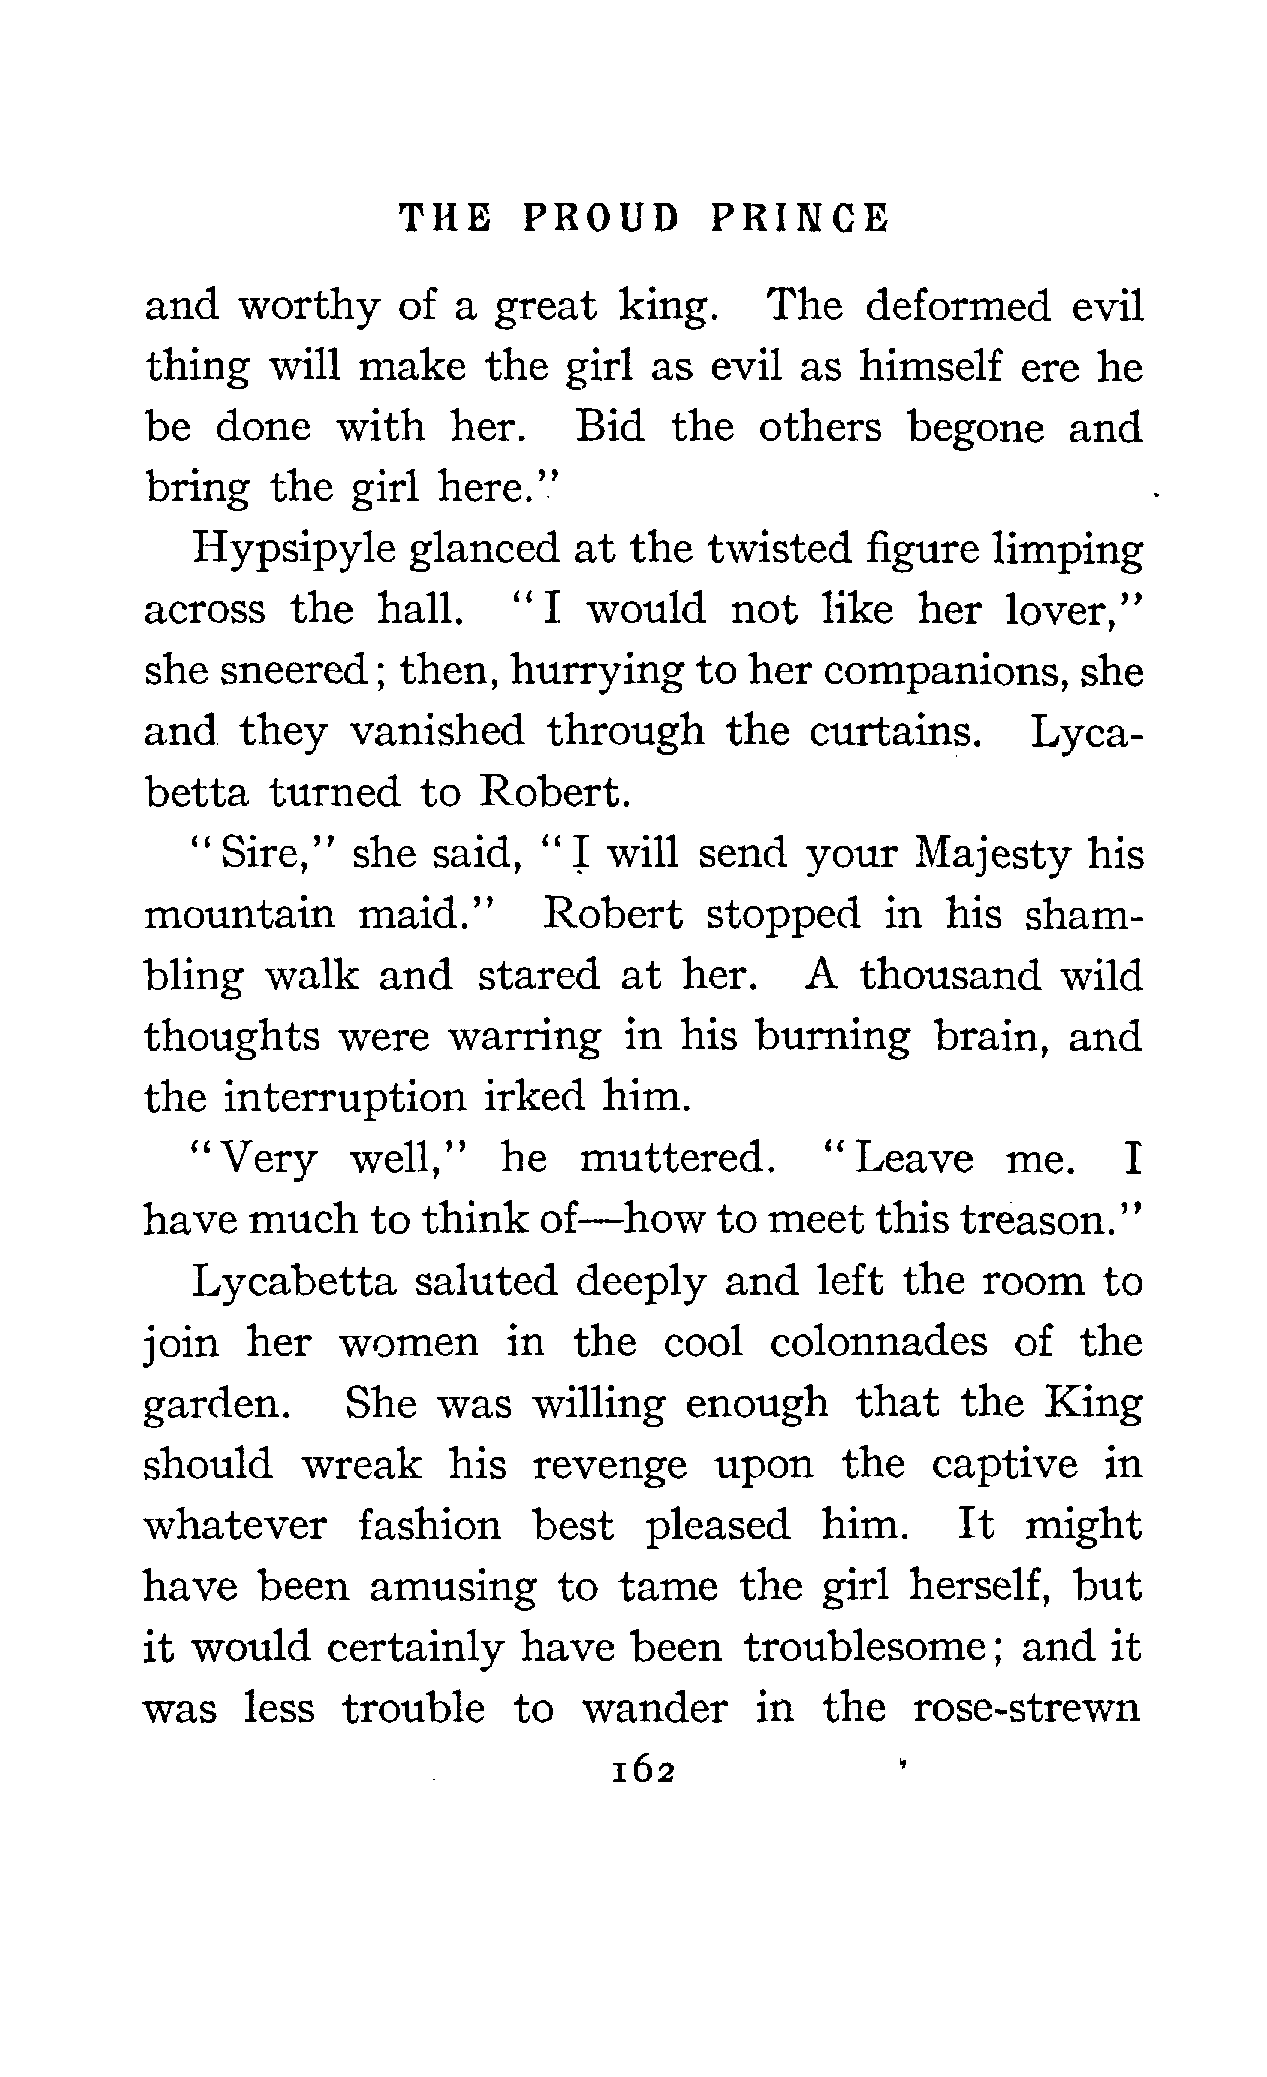 THE PROUD PRINCE
and worthy of a great king. The deformed evil
thing will make the girl as evil as himself ere he
be done with her. Bid the others begone and
bring the girl here."
Hypsipyle glanced at the twisted figure limping
across the hall. "I would not like her lover,"
she sneered; then, hurrying to her companions, she
and they vanished through the curtains. Lyca-
betta turned to Robert.
"Sire," she said, "I will send your Majesty his
mountain maid." Robert stopped in his sham-
bling walk and stared at her. A thousand wild
thoughts were warring in his burning brain, and
the interruption irked him.
"Very well," he muttered. "Leave me. I
have much to think of—how to meet this treason."
Lycabetta saluted deeply and left the room to
join her women in the cool colonnades of the
garden. She was willing enough that the King
should wreak his revenge upon the captive in
whatever fashion best pleased him. It might
have been amusing to tame the girl herself, but
it would certainly have been troublesome; and it
was less trouble to wander in the rose-strewn
162